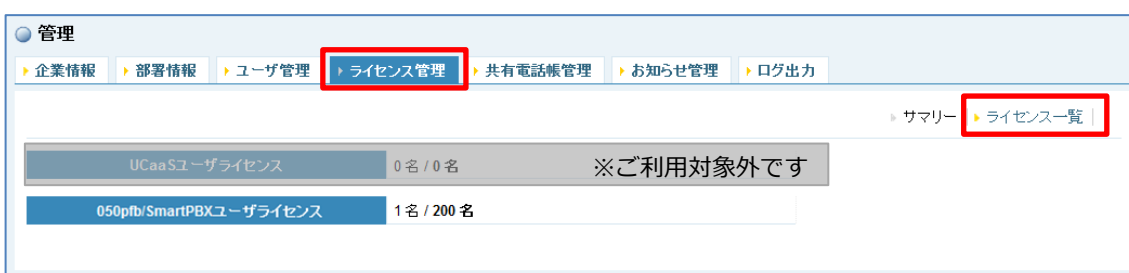 管理
企業情報 部署情報 ユーザ管理 ライセンス管理 共有電話帳管理 お知らせ管理 ログ出力
サマリー ライセンス一覧
UCaaSユーザライセンス 0名 / 0名 ※ご利用対象外です
050pfb/SmartPBXユーザライセンス 1名 / 200名